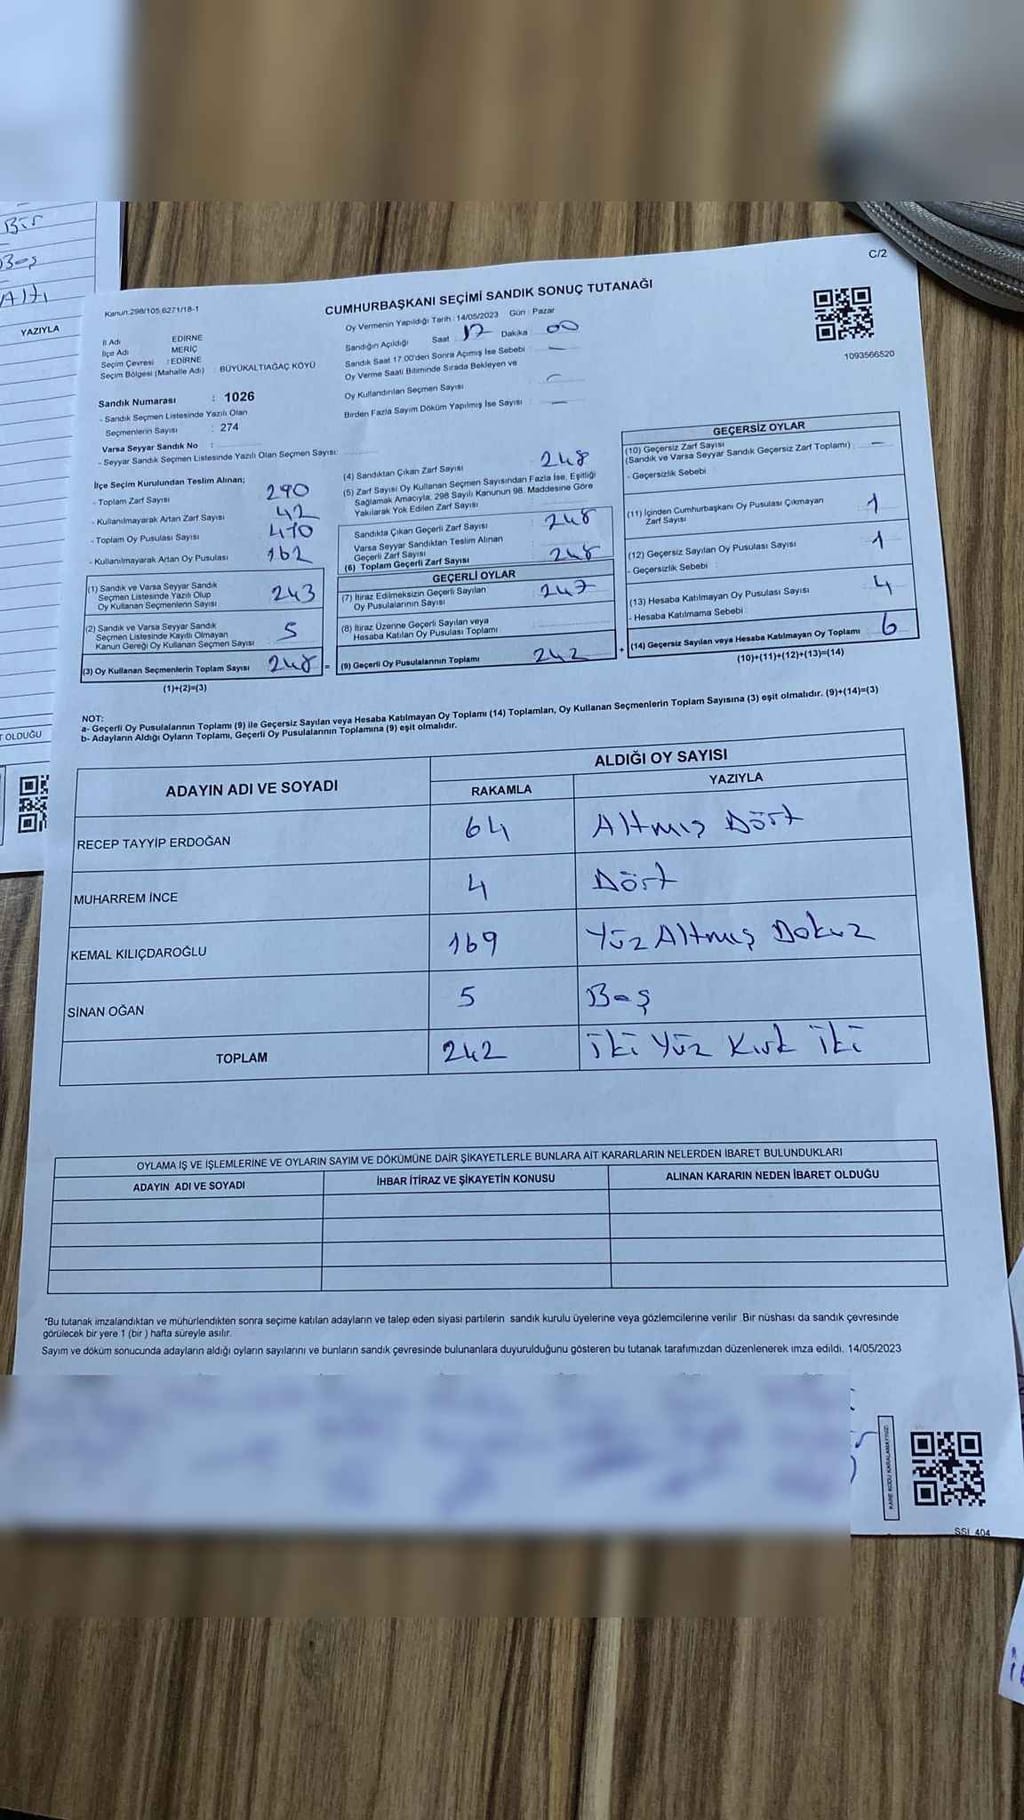 Bir
Beş
Altı
YAZIYLA
T OLDUĞU
C/2
Kanun:298/105,6271/18-1
CUMHURBAŞKANI SEÇİMİ SANDIK SONUÇ TUTANAĞI
Oy Vermenin Yapıldığı Tarih : 14/05/2023 Gün : Pazar
İl Adı EDİRNE
İlçe Adı MERİÇ
Seçim Çevresi : EDİRNE
Seçim Bölgesi (Mahalle Adı) : BÜYÜKALTIAĞAÇ KÖYÜ
Sandığın Açıldığı Saat 17 Dakika 00
Sandık Saat 17:00'den Sonra Açımış İse Sebebi —
Oy Verme Saati Bitiminde Sırada Bekleyen ve
Oy Kullandırılan Seçmen Sayısı —
Birden Fazla Sayım Döküm Yapılmış İse Sayısı —
1093566520
Sandık Numarası : 1026
- Sandık Seçmen Listesinde Yazılı Olan
Seçmenlerin Sayısı : 274
Varsa Seyyar Sandık No :
- Seyyar Sandık Seçmen Listesinde Yazılı Olan Seçmen Sayısı:
İlçe Seçim Kurulundan Teslim Alınan;
- Toplam Zarf Sayısı 290
- Kullanılmayarak Artan Zarf Sayısı 42
- Toplam Oy Pusulası Sayısı 410
- Kullanılmayarak Artan Oy Pusulası 162
(1) Sandık ve Varsa Seyyar Sandık
Seçmen Listesinde Yazılı Olup
Oy Kullanan Seçmenlerin Sayısı 243
(2) Sandık ve Varsa Seyyar Sandık
Seçmen Listesinde Kayıtlı Olmayan
Kanun Gereği Oy Kullanan Seçmen Sayısı 5
(3) Oy Kullanan Seçmenlerin Toplam Sayısı 248 =
(1)+(2)=(3)
(4) Sandıktan Çıkan Zarf Sayısı 248
(5) Zarf Sayısı Oy Kullanan Seçmen Sayısından Fazla İse, Eşitliği
Sağlamak Amacıyla, 298 Sayılı Kanunun 98. Maddesine Göre
Yakılarak Yok Edilen Zarf Sayısı
Sandıkta Çıkan Geçerli Zarf Sayısı 248
Varsa Seyyar Sandıktan Teslim Alınan
Geçerli Zarf Sayısı
(6) Toplam Geçerli Zarf Sayısı 248
GEÇERLİ OYLAR
(7) İtiraz Edilmeksizin Geçerli Sayılan
Oy Pusulalarının Sayısı 247
(8) İtiraz Üzerine Geçerli Sayılan veya
Hesaba Katılan Oy Pusulası Toplamı
(9) Geçerli Oy Pusulalarının Toplamı 242 +
GEÇERSİZ OYLAR
(10) Geçersiz Zarf Sayısı
(Sandık ve Varsa Seyyar Sandık Geçersiz Zarf Toplamı) —
- Geçersizlik Sebebi
(11) İçinden Cumhurbaşkanı Oy Pusulası Çıkmayan
Zarf Sayısı 1
(12) Geçersiz Sayılan Oy Pusulası Sayısı 1
- Geçersizlik Sebebi
(13) Hesaba Katılmayan Oy Pusulası Sayısı 4
- Hesaba Katılmama Sebebi
(14) Geçersiz Sayılan veya Hesaba Katılmayan Oy Toplamı 6
(10)+(11)+(12)+(13)=(14)
NOT:
a- Geçerli Oy Pusulalarının Toplamı (9) ile Geçersiz Sayılan veya Hesaba Katılmayan Oy Toplamı (14) Toplamları, Oy Kullanan Seçmenlerin Toplam Sayısına (3) eşit olmalıdır. (9)+(14)=(3)
b- Adayların Aldığı Oyların Toplamı, Geçerli Oy Pusulalarının Toplamına (9) eşit olmalıdır.
ADAYIN ADI VE SOYADI ALDIĞI OY SAYISI
RAKAMLA YAZIYLA
RECEP TAYYİP ERDOĞAN 64 Altmış Dört
MUHARREM İNCE 4 Dört
KEMAL KILIÇDAROĞLU 169 Yüz Altmış Dokuz
SİNAN OĞAN 5 Beş
TOPLAM 242 İki Yüz Kırk İki
OYLAMA İŞ VE İŞLEMLERİNE VE OYLARIN SAYIM VE DÖKÜMÜNE DAİR ŞİKAYETLERLE BUNLARA AİT KARARLARIN NELERDEN İBARET BULUNDUKLARI
ADAYIN ADI VE SOYADI İHBAR İTİRAZ VE ŞİKAYETİN KONUSU ALINAN KARARIN NEDEN İBARET OLDUĞU
*Bu tutanak imzalandıktan ve mühürlendikten sonra seçime katılan adayların ve talep eden siyasi partilerin sandık kurulu üyelerine veya gözlemcilerine verilir .Bir nüshası da sandık çevresinde
görülecek bir yere 1 (bir ) hafta süreyle asılır.
Sayım ve döküm sonucunda adayların aldığı oyların sayılarını ve bunların sandık çevresinde bulunanlara duyurulduğunu gösteren bu tutanak tarafımızdan düzenlenerek imza edildi. 14/05/2023
KARE KODU KARALAMAYINIZ!
SSI_404